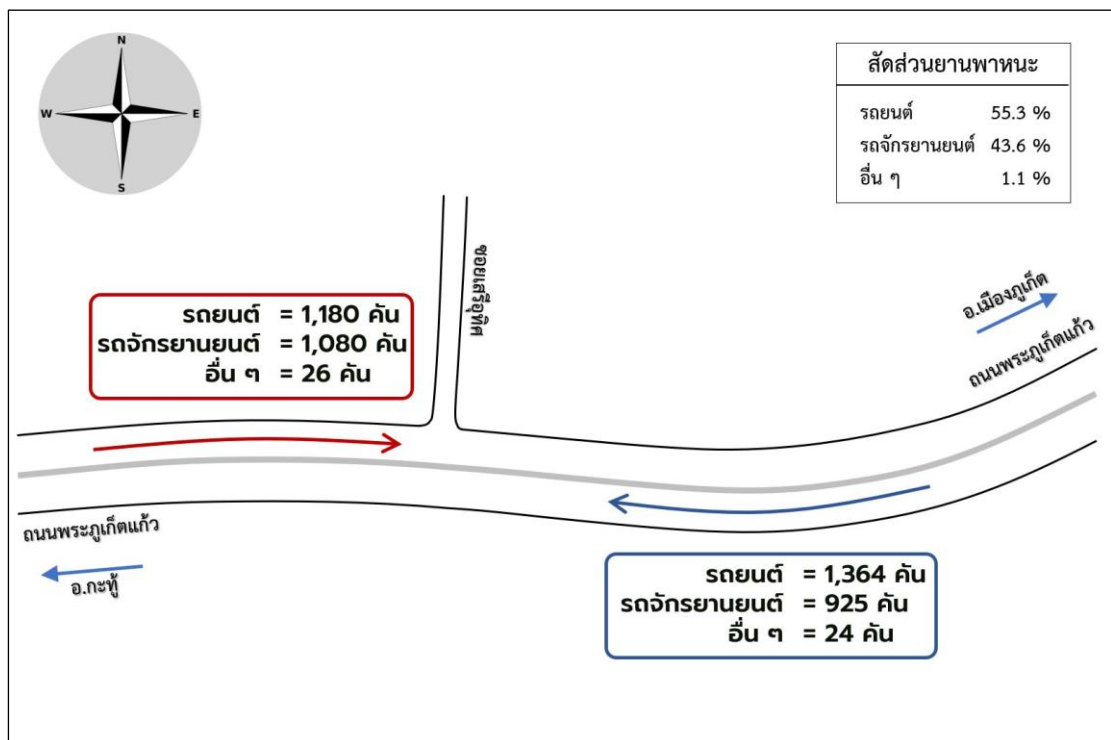 N
W
E
S
สัดส่วนยานพาหนะ
รถยนต์ 55.3 %
รถจักรยานยนต์ 43.6 %
อื่น ๆ 1.1 %
ซอยเสรีอุทิศ
อ.เมืองภูเก็ต
ถนนพระภูเก็ตแก้ว
รถยนต์ = 1,180 คัน
รถจักรยานยนต์ = 1,080 คัน
อื่น ๆ = 26 คัน
ถนนพระภูเก็ตแก้ว
อ.กะทู้
รถยนต์ = 1,364 คัน
รถจักรยานยนต์ = 925 คัน
อื่น ๆ = 24 คัน